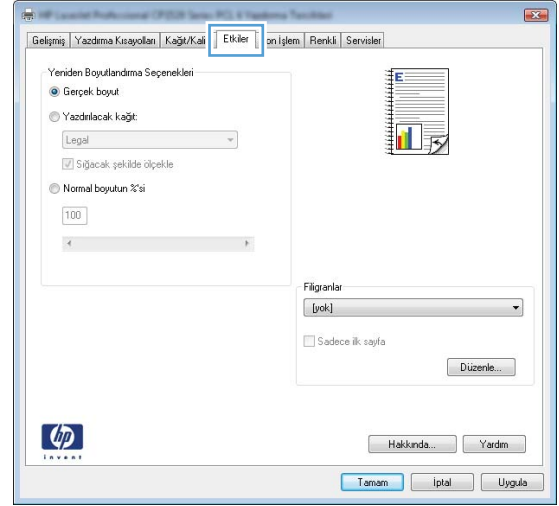 Gelişmiş Yazdırma Kısayolları Kağıt/Kali Etkiler on İşlem Renkli Servisler
Yeniden Boyutlandırma Seçenekleri
Gerçek boyut
Yazdırılacak kağıt:
Legal
Sığacak şekilde ölçekle
Normal boyutun %'si
100
E
Filigranlar
[yok]
Sadece ilk sayfa
Düzenle...
hp
invent
Hakkında... Yardım
Tamam İptal Uygula